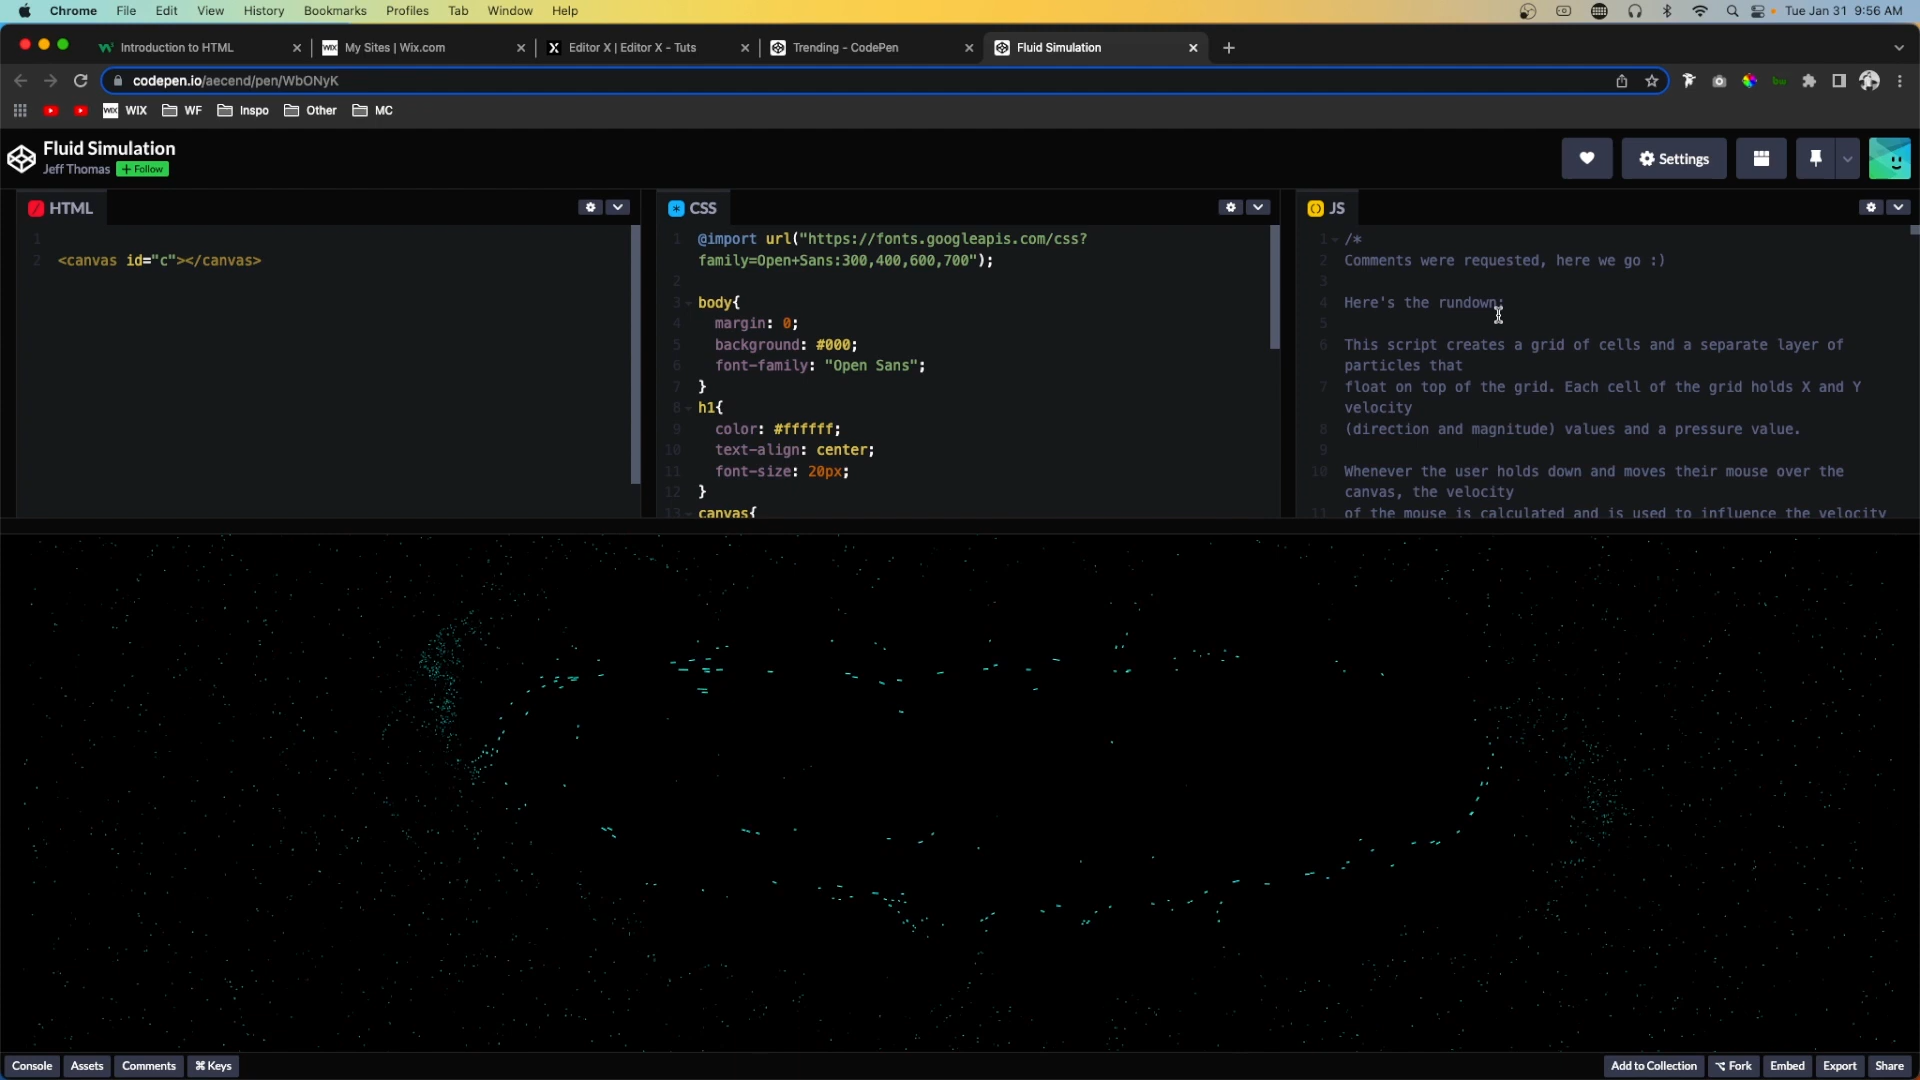 Chrome File Edit View History Bookmarks Profiles Tab Window Help Tue Jan 31 9:56 AM
Introduction to HTML My Sites | Wix.com Editor X | Editor X - Tuts Trending - CodePen Fluid Simulation
codepen.io/aecend/pen/WbONyK
WIX WIX WF Inspo Other MC
Fluid Simulation
Jeff Thomas + Follow
Settings
HTML
1
2 <canvas id="c"></canvas>
CSS
1 @import url("https://fonts.googleapis.com/css?
family=Open+Sans:300,400,600,700");
2
3 body{
4 margin: 0;
5 background: #000;
6 font-family: "Open Sans";
7 }
8 h1{
9 color: #ffffff;
10 text-align: center;
11 font-size: 20px;
12 }
13 canvas{
JS
1 /*
2 Comments were requested, here we go :)
3
4 Here's the rundown:
5
6 This script creates a grid of cells and a separate layer of
particles that
7 float on top of the grid. Each cell of the grid holds X and Y
velocity
8 (direction and magnitude) values and a pressure value.
9
10 Whenever the user holds down and moves their mouse over the
canvas, the velocity
11 of the mouse is calculated and is used to influence the velocity
Console Assets Comments ⌘ Keys Add to Collection Fork Embed Export Share